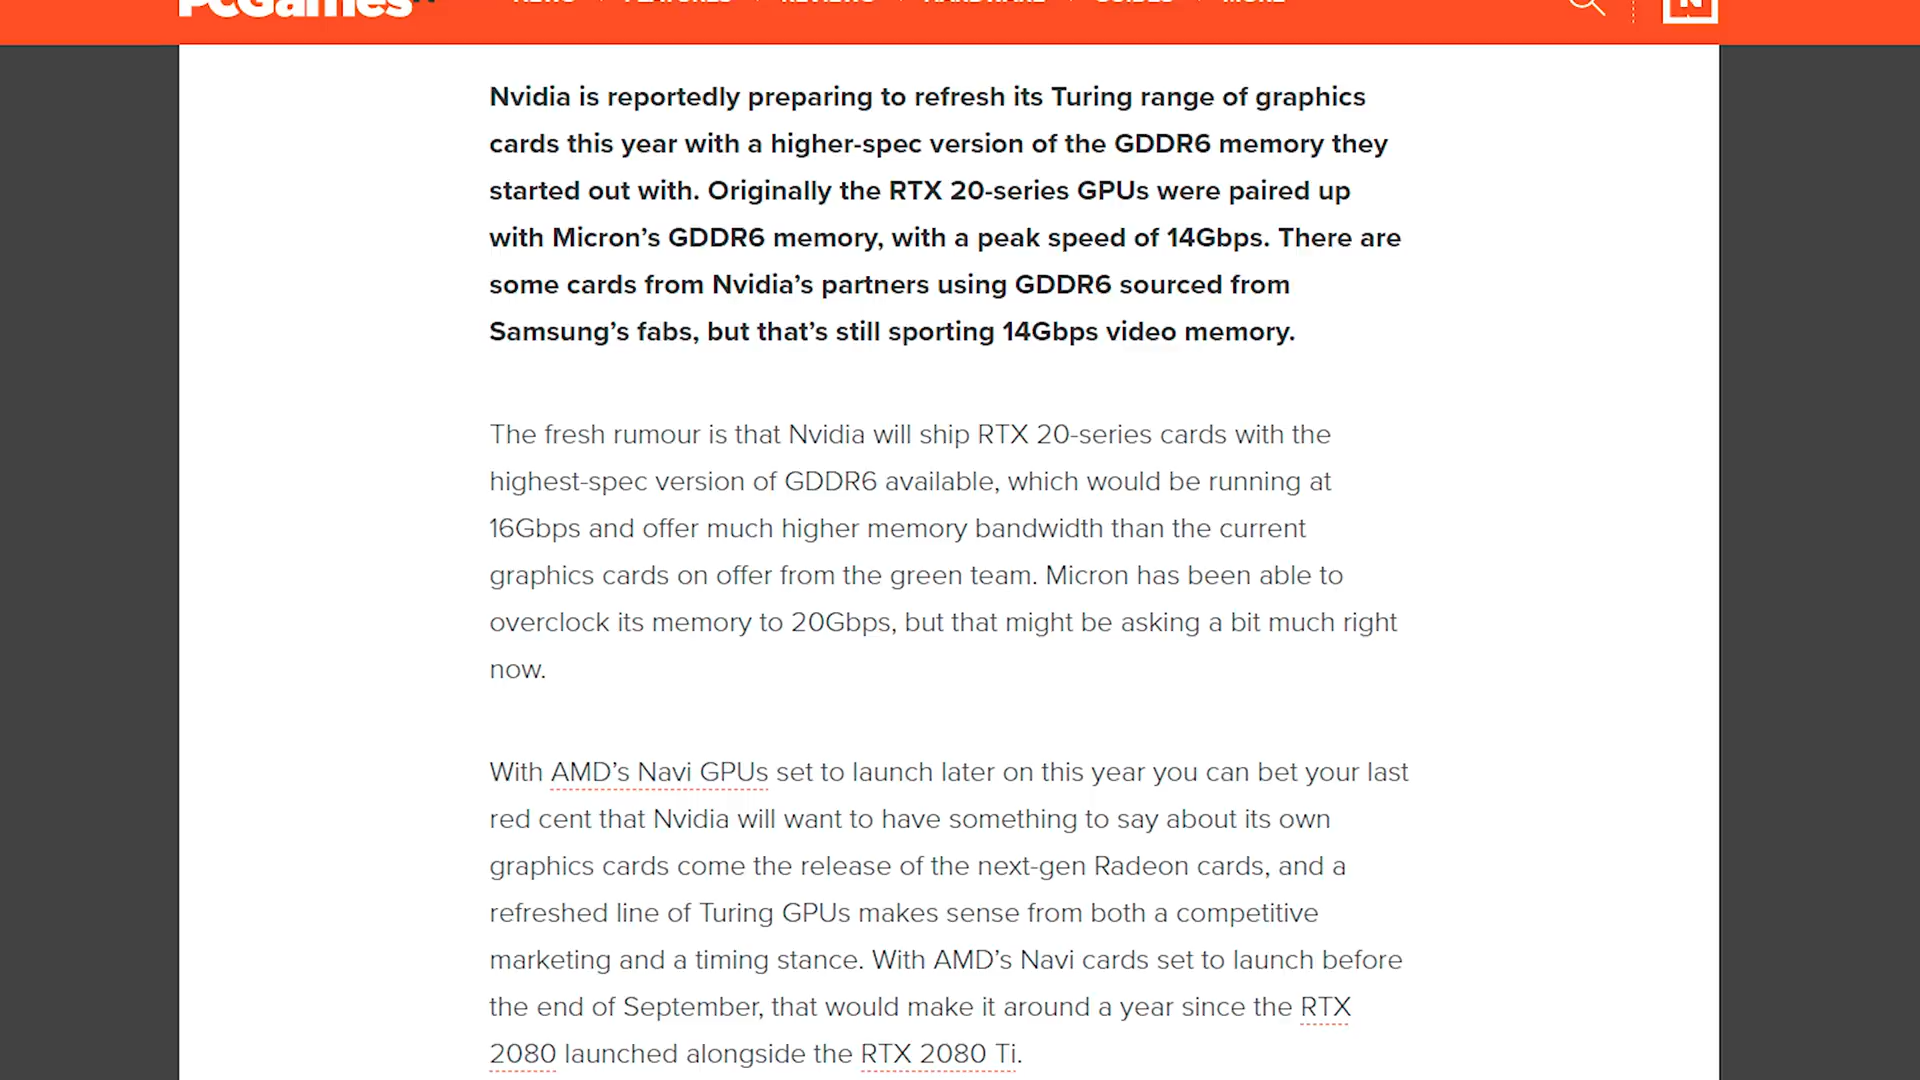 PCGames
NEWS FEATURES REVIEWS HARDWARE GUIDES MORE
N
Nvidia is reportedly preparing to refresh its Turing range of graphics
cards this year with a higher-spec version of the GDDR6 memory they
started out with. Originally the RTX 20-series GPUs were paired up
with Micron’s GDDR6 memory, with a peak speed of 14Gbps. There are
some cards from Nvidia’s partners using GDDR6 sourced from
Samsung’s fabs, but that’s still sporting 14Gbps video memory.
The fresh rumour is that Nvidia will ship RTX 20-series cards with the
highest-spec version of GDDR6 available, which would be running at
16Gbps and offer much higher memory bandwidth than the current
graphics cards on offer from the green team. Micron has been able to
overclock its memory to 20Gbps, but that might be asking a bit much right
now.
With AMD’s Navi GPUs set to launch later on this year you can bet your last
red cent that Nvidia will want to have something to say about its own
graphics cards come the release of the next-gen Radeon cards, and a
refreshed line of Turing GPUs makes sense from both a competitive
marketing and a timing stance. With AMD’s Navi cards set to launch before
the end of September, that would make it around a year since the RTX
2080 launched alongside the RTX 2080 Ti.